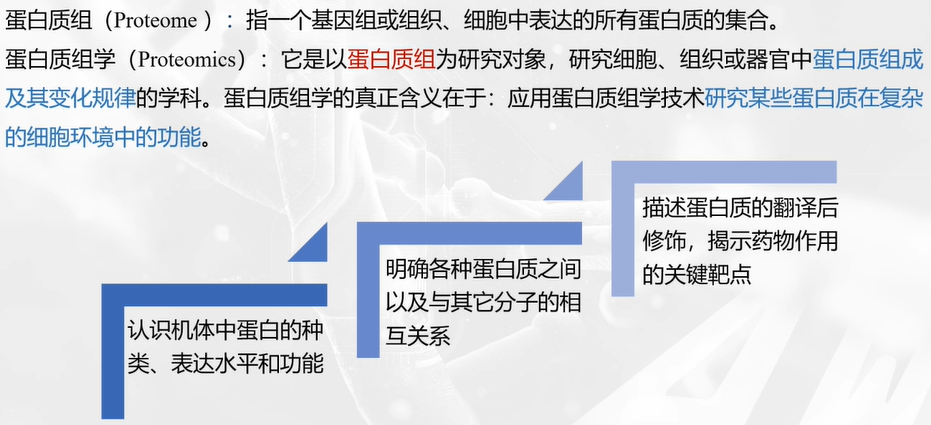 蛋白质组（Proteome ）：指一个基因组或组织、细胞中表达的所有蛋白质的集合。
蛋白质组学（Proteomics）：它是以蛋白质组为研究对象，研究细胞、组织或器官中蛋白质组成
及其变化规律的学科。蛋白质组学的真正含义在于：应用蛋白质组学技术研究某些蛋白质在复杂
的细胞环境中的功能。
认识机体中蛋白的种
类、表达水平和功能
明确各种蛋白质之间
以及与其它分子的相
互关系
描述蛋白质的翻译后
修饰，揭示药物作用
的关键靶点